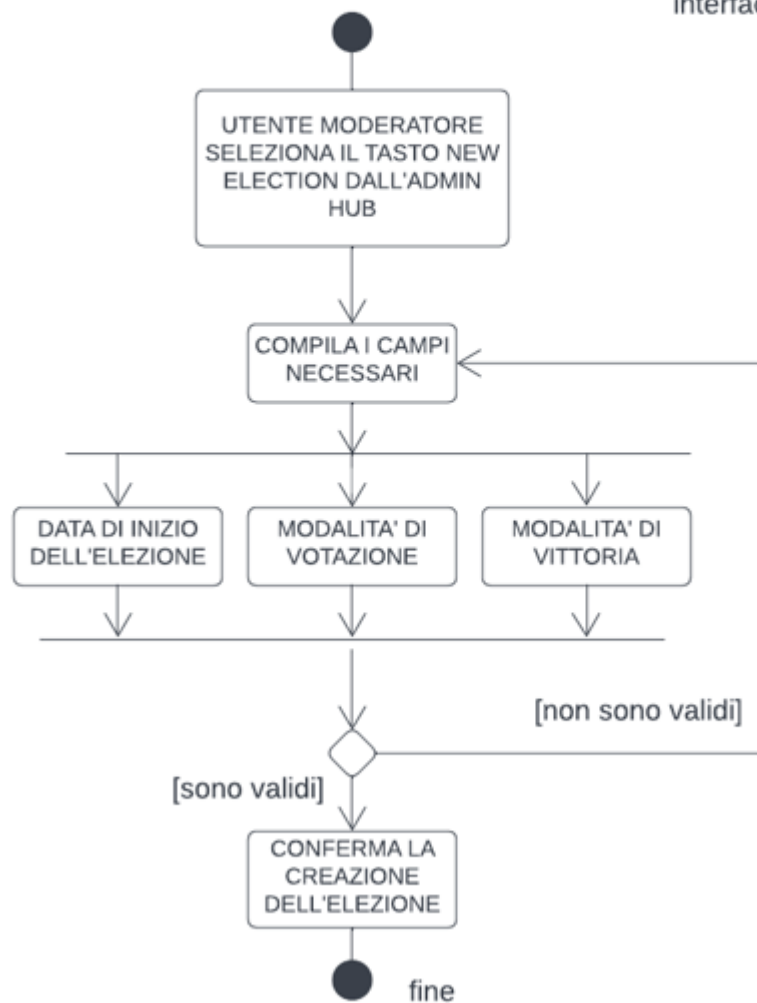 UTENTE MODERATORE
SELEZIONA IL TASTO NEW
ELECTION DALL'ADMIN
HUB
COMPILA I CAMPI
NECESSARI
DATA DI INIZIO
DELL'ELEZIONE
MODALITA' DI
VOTAZIONE
MODALITA' DI
VITTORIA
[non sono validi]
[sono validi]
CONFERMA LA
CREAZIONE
DELL'ELEZIONE
fine